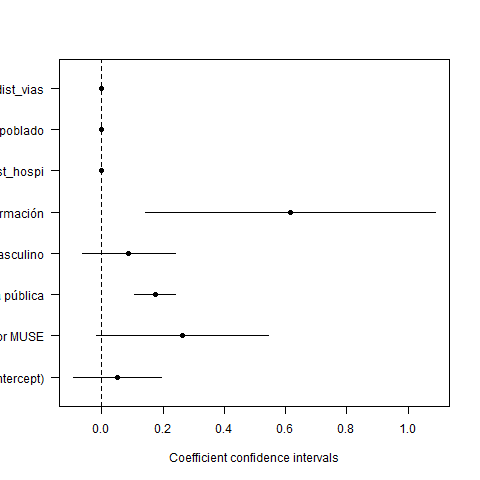 dist_vias
poblado
st_hospi
rmación
asculino
pública
or MUSE
ntercept)
0.0 0.2 0.4 0.6 0.8 1.0
Coefficient confidence intervals